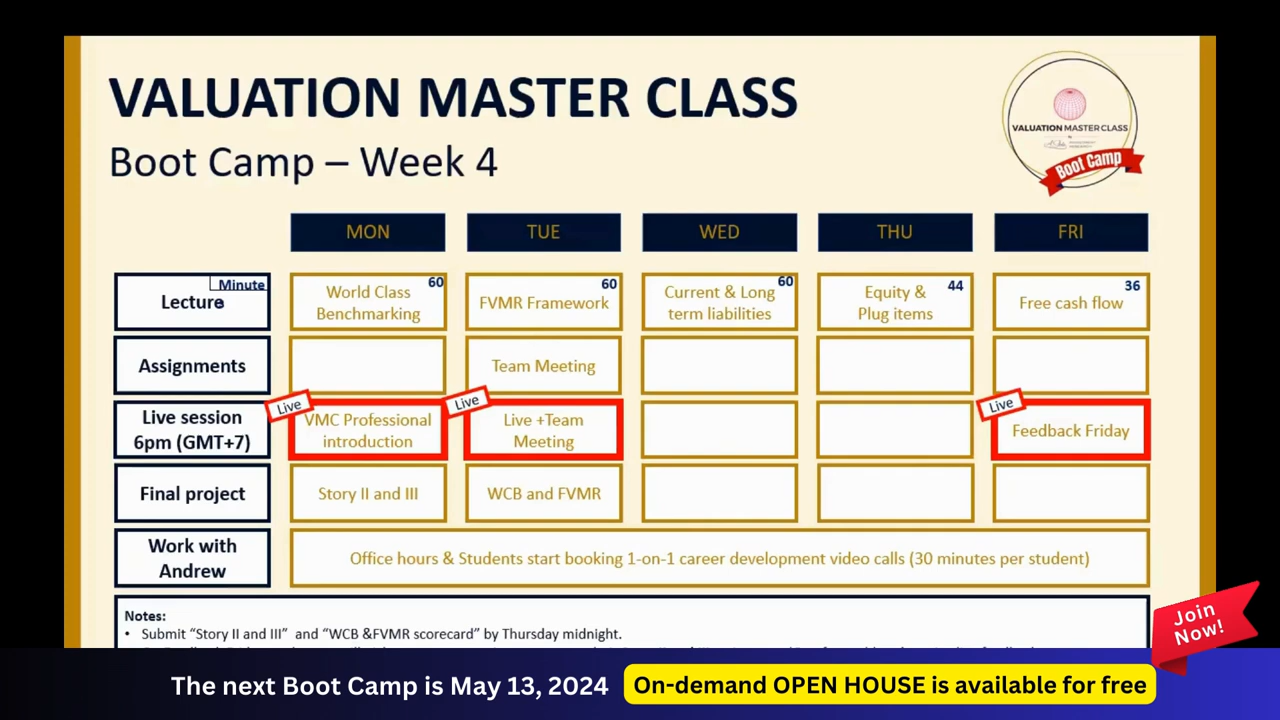 VALUATION MASTER CLASS
Boot Camp – Week 4
VALUATION MASTER CLASS
Boot Camp
MON
TUE
WED
THU
FRI
Minute
Lecture
60
World Class
Benchmarking
60
FVMR Framework
60
Current & Long
term liabilities
44
Equity &
Plug items
36
Free cash flow
Assignments
Team Meeting
Live session
6pm (GMT+7)
Live
VMC Professional
introduction
Live
Live +Team
Meeting
Live
Feedback Friday
Final project
Story II and III
WCB and FVMR
Work with
Andrew
Office hours & Students start booking 1-on-1 career development video calls (30 minutes per student)
Notes:
• Submit “Story II and III” and “WCB &FVMR scorecard” by Thursday midnight.
Join
Now!
The next Boot Camp is May 13, 2024
On-demand OPEN HOUSE is available for free